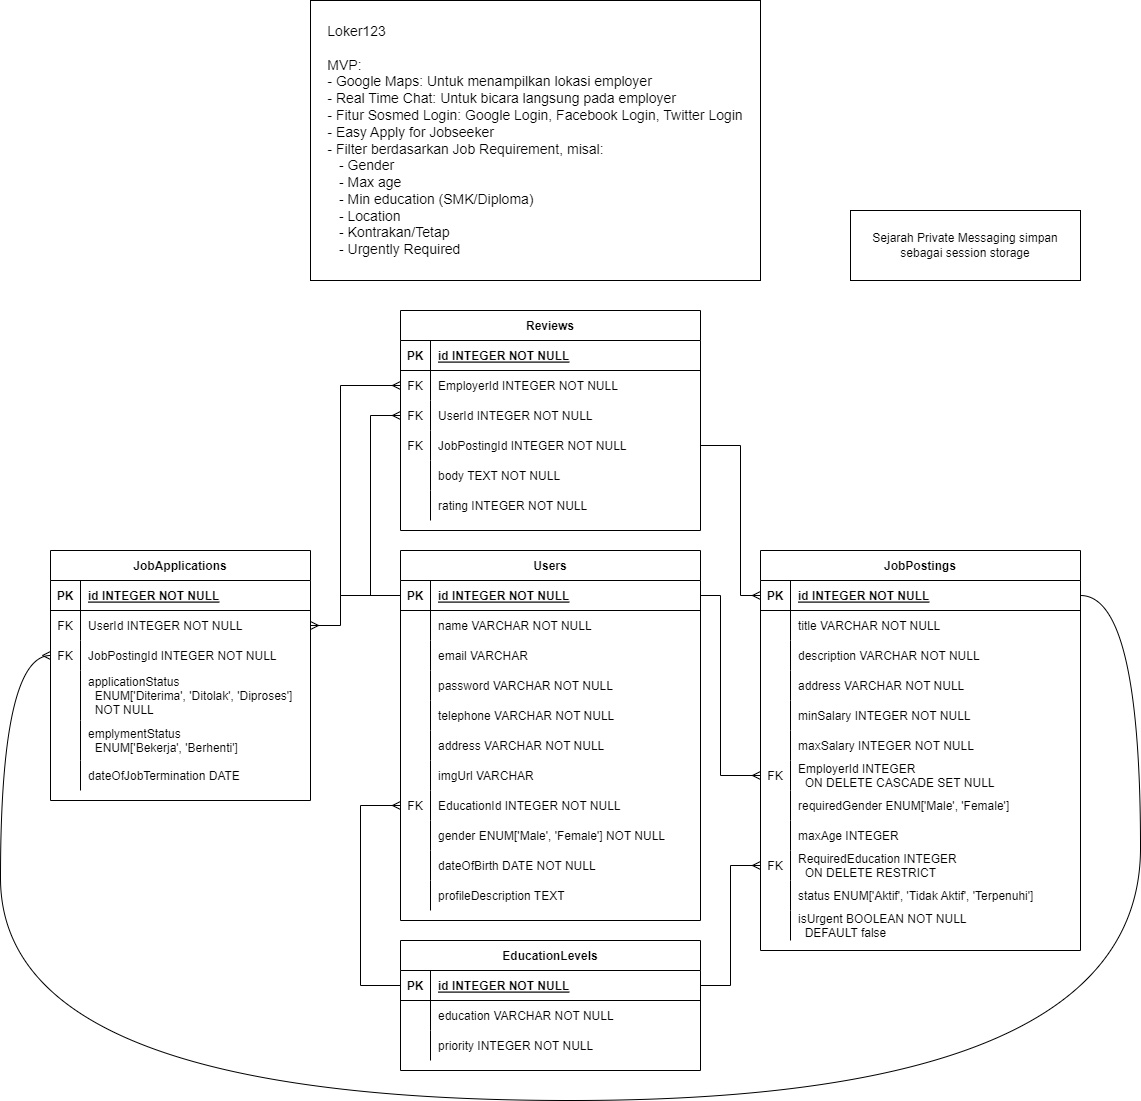 Loker123
MVP:
- Google Maps: Untuk menampilkan lokasi employer
- Real Time Chat: Untuk bicara langsung pada employer
- Fitur Sosmed Login: Google Login, Facebook Login, Twitter Login
- Easy Apply for Jobseeker
- Filter berdasarkan Job Requirement, misal:
- Gender
- Max age
- Min education (SMK/Diploma)
- Location
- Kontrakan/Tetap
- Urgently Required
Sejarah Private Messaging simpan
sebagai session storage
Reviews
PK id INTEGER NOT NULL
FK EmployerId INTEGER NOT NULL
FK UserId INTEGER NOT NULL
FK JobPostingId INTEGER NOT NULL
body TEXT NOT NULL
rating INTEGER NOT NULL
JobApplications
PK id INTEGER NOT NULL
FK UserId INTEGER NOT NULL
FK JobPostingId INTEGER NOT NULL
applicationStatus
ENUM['Diterima', 'Ditolak', 'Diproses']
NOT NULL
emplymentStatus
ENUM['Bekerja', 'Berhenti']
dateOfJobTermination DATE
Users
PK id INTEGER NOT NULL
name VARCHAR NOT NULL
email VARCHAR
password VARCHAR NOT NULL
telephone VARCHAR NOT NULL
address VARCHAR NOT NULL
imgUrl VARCHAR
FK EducationId INTEGER NOT NULL
gender ENUM['Male', 'Female'] NOT NULL
dateOfBirth DATE NOT NULL
profileDescription TEXT
JobPostings
PK id INTEGER NOT NULL
title VARCHAR NOT NULL
description VARCHAR NOT NULL
address VARCHAR NOT NULL
minSalary INTEGER NOT NULL
maxSalary INTEGER NOT NULL
FK EmployerId INTEGER
ON DELETE CASCADE SET NULL
requiredGender ENUM['Male', 'Female']
maxAge INTEGER
FK RequiredEducation INTEGER
ON DELETE RESTRICT
status ENUM['Aktif', 'Tidak Aktif', 'Terpenuhi']
isUrgent BOOLEAN NOT NULL
DEFAULT false
EducationLevels
PK id INTEGER NOT NULL
education VARCHAR NOT NULL
priority INTEGER NOT NULL